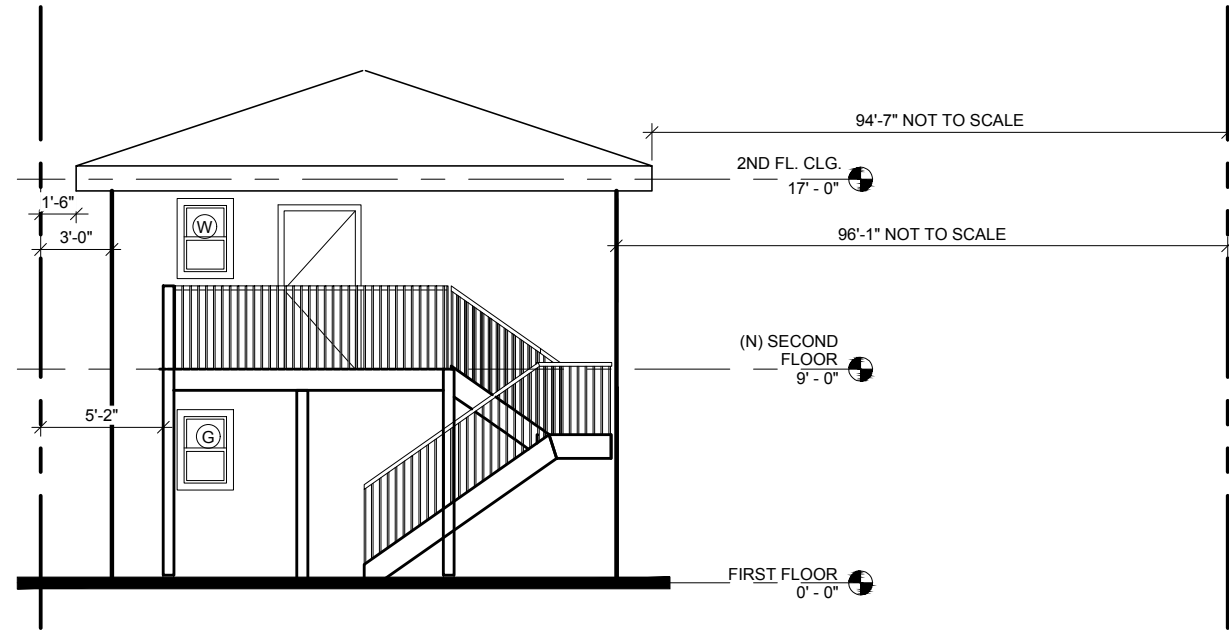 94'-7" NOT TO SCALE
2ND FL. CLG.
17' - 0"
1'-6"
W
3'-0"
96'-1" NOT TO SCALE
(N) SECOND
FLOOR
9' - 0"
5'-2"
G
FIRST FLOOR
0' - 0"